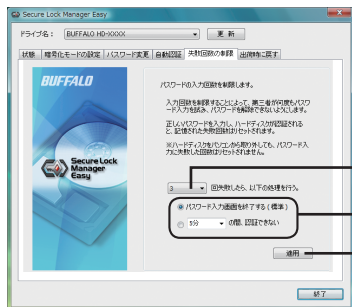 Secure Lock Manager Easy
ドライブ名： BUFFALO HD-XXXX 更 新
状態 暗号化モードの設定 パスワード変更 自動認証 失敗回数の制限 出荷時に戻す
BUFFALO
Secure Lock
Manager
Easy
パスワードの入力回数を制限します。
入力回数を制限することによって、第三者が何度もパスワ
ード入力を試み、パスワードを解除できないようにします。
正しいパスワードを入力し、ハードディスクが認証される
と、記憶された失敗回数はリセットされます。
※ハードディスクをパソコンから取り外しても、パスワード入
力に失敗した回数はリセットされません。
3 回失敗したら、以下の処理を行う。
パスワード入力画面を終了する（標準）
5分 の間、認証できない
適用
終了